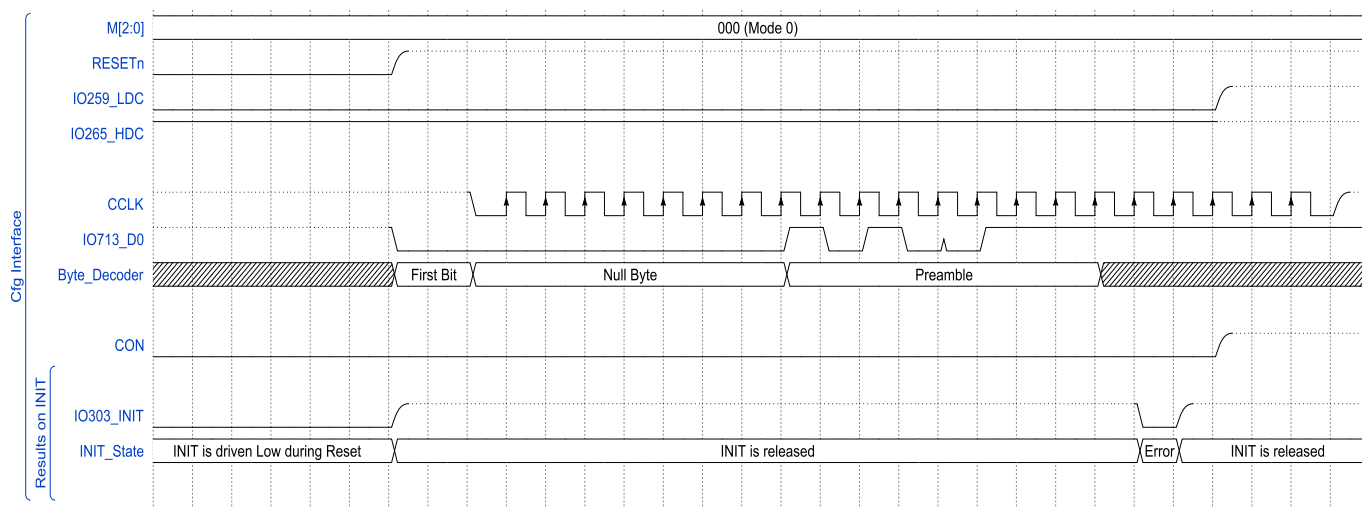 M[2:0]
000 (Mode 0)
RESETn
IO259_LDC
IO265_HDC
CCLK
IO713_D0
Byte_Decoder
First Bit
Null Byte
Preamble
CON
IO303_INIT
INIT_State
INIT is driven Low during Reset
INIT is released
Error
INIT is released
Cfg Interface
Results on INIT